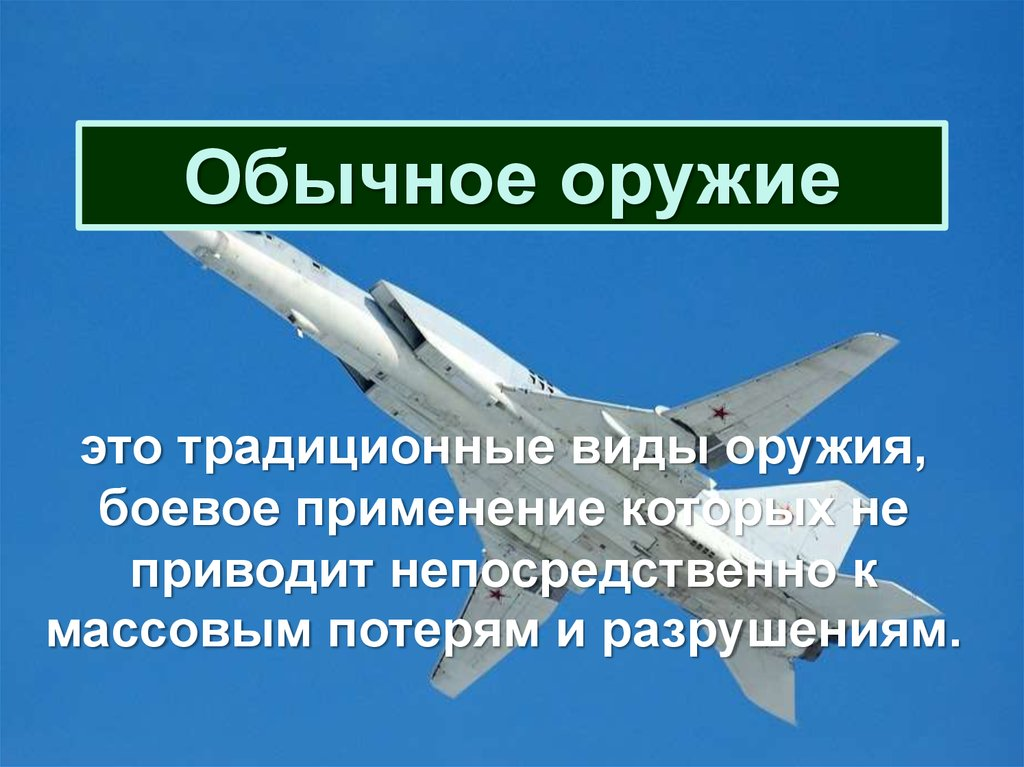 Обычное оружие
это традиционные виды оружия,
боевое применение которых не
приводит непосредственно к
массовым потерям и разрушениям.